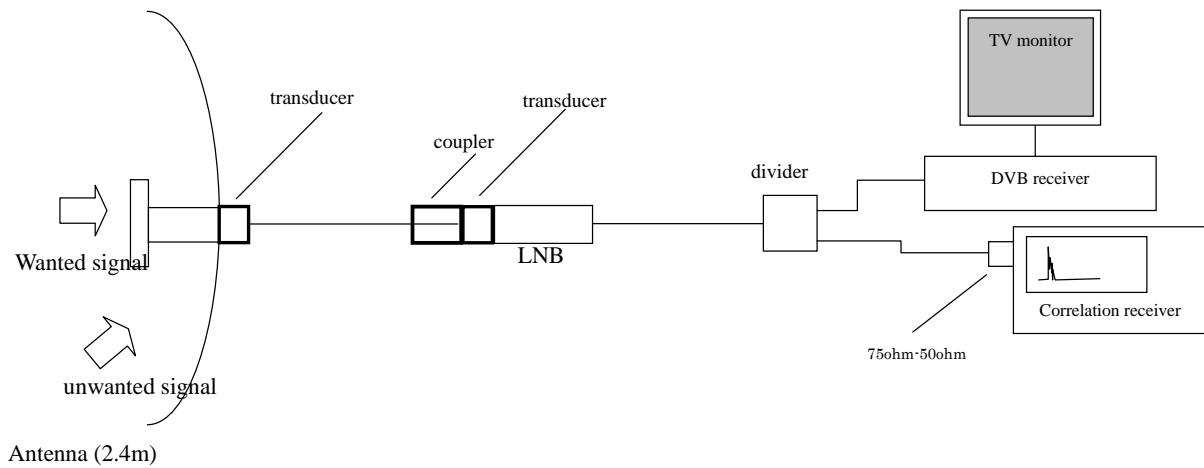 TV monitor
transducer
transducer
coupler
divider
DVB receiver
LNB
Wanted signal
Correlation receiver
75ohm-50ohm
unwanted signal
Antenna (2.4m)